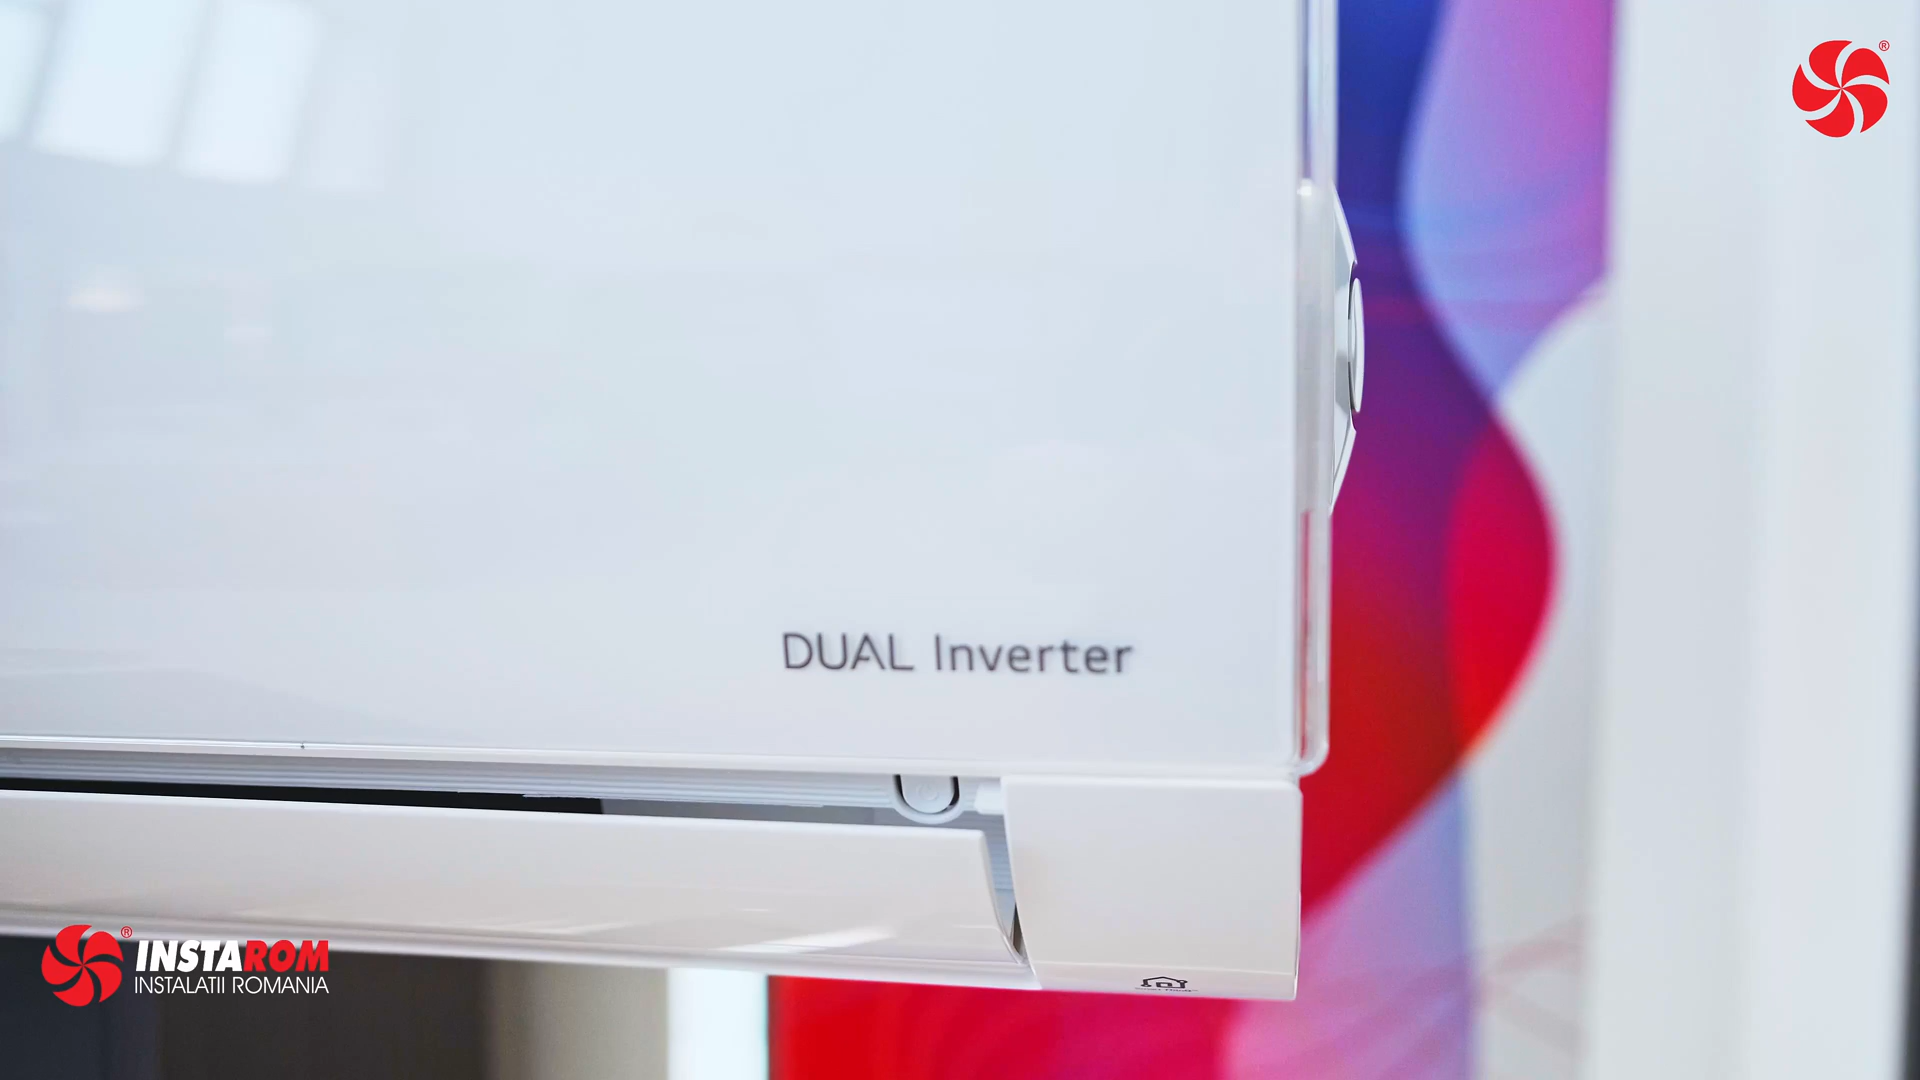 ®
DUAL Inverter
®
INSTAROM
INSTALATII ROMANIA